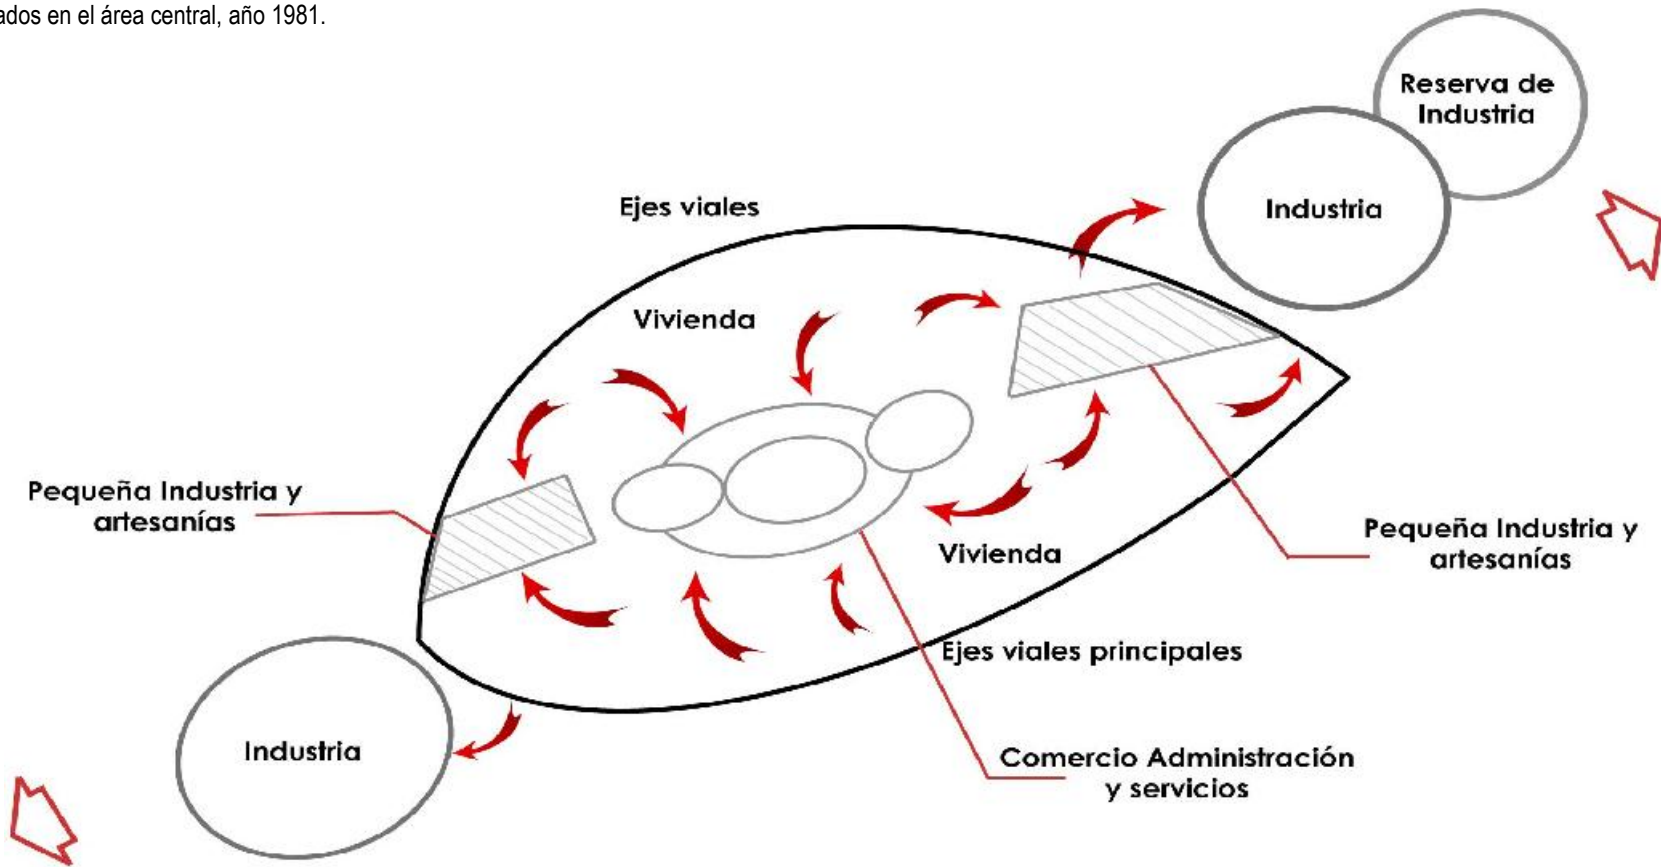 ados en el área central, año 1981.
Reserva de
Industria
Industria
Ejes viales
Vivienda
Pequeña Industria y
artesanías
Pequeña Industria y
artesanías
Vivienda
Ejes viales principales
Industria
Comercio Administración
y servicios